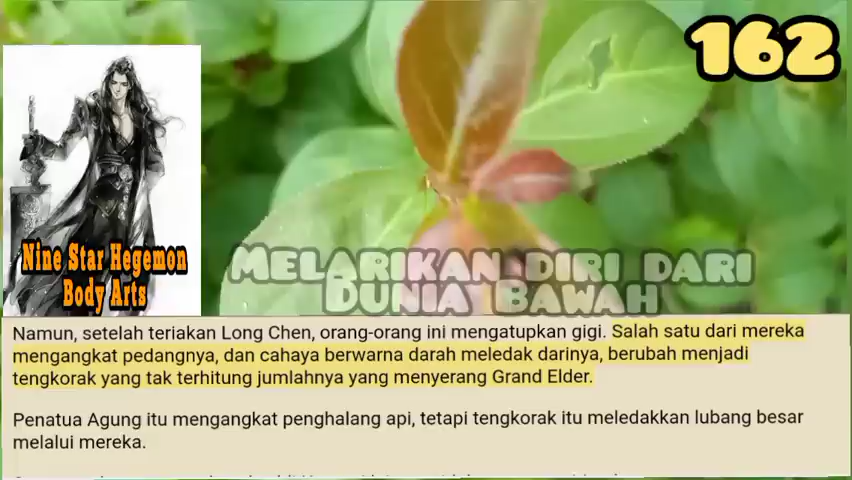 162
Nine Star Hegemon
Body Arts
Melarikan diri dari
Dunia Bawah
Namun, setelah teriakan Long Chen, orang-orang ini mengatupkan gigi. Salah satu dari mereka
mengangkat pedangnya, dan cahaya berwarna darah meledak darinya, berubah menjadi
tengkorak yang tak terhitung jumlahnya yang menyerang Grand Elder.
Penatua Agung itu mengangkat penghalang api, tetapi tengkorak itu meledakkan lubang besar
melalui mereka.